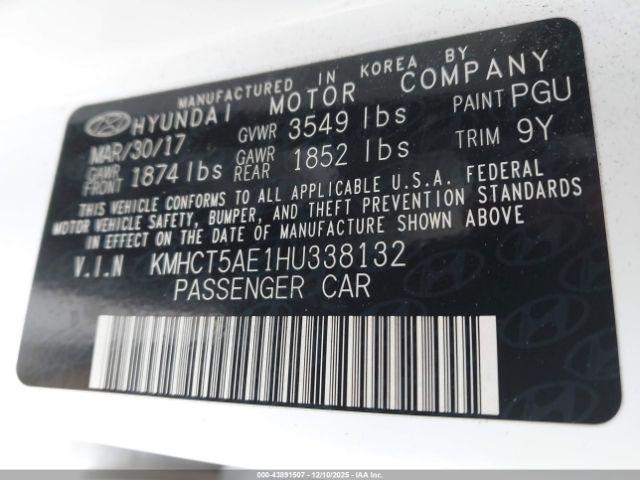 MANUFACTURED IN KOREA BY
HYUNDAI MOTOR COMPANY
MAR/30/17 GVWR 3549 lbs PAINT PGU
GAWR FRONT 1874 lbs GAWR REAR 1852 lbs TRIM 9Y
THIS VEHICLE CONFORMS TO ALL APPLICABLE U.S.A. FEDERAL
MOTOR VEHICLE SAFETY, BUMPER, AND THEFT PREVENTION STANDARDS
IN EFFECT ON THE DATE OF MANUFACTURE SHOWN ABOVE
V.I.N KMHCT5AE1HU338132
PASSENGER CAR
000-43891507 - 12/10/2025 - IAA Inc.